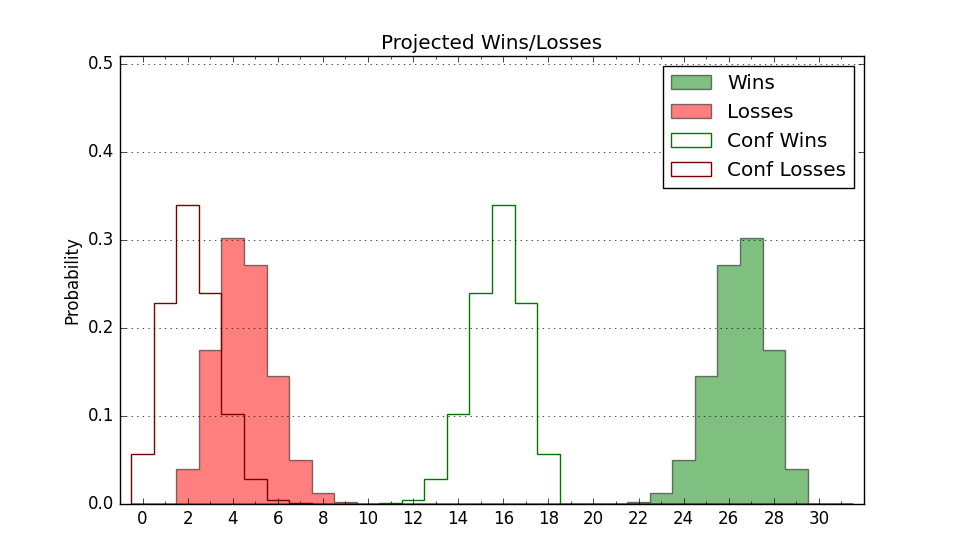 Projected Wins/Losses
0.5
0.4
0.3
0.2
0.1
0.0
Probability
Wins
Losses
Conf Wins
Conf Losses
0 2 4 6 8 10 12 14 16 18 20 22 24 26 28 30